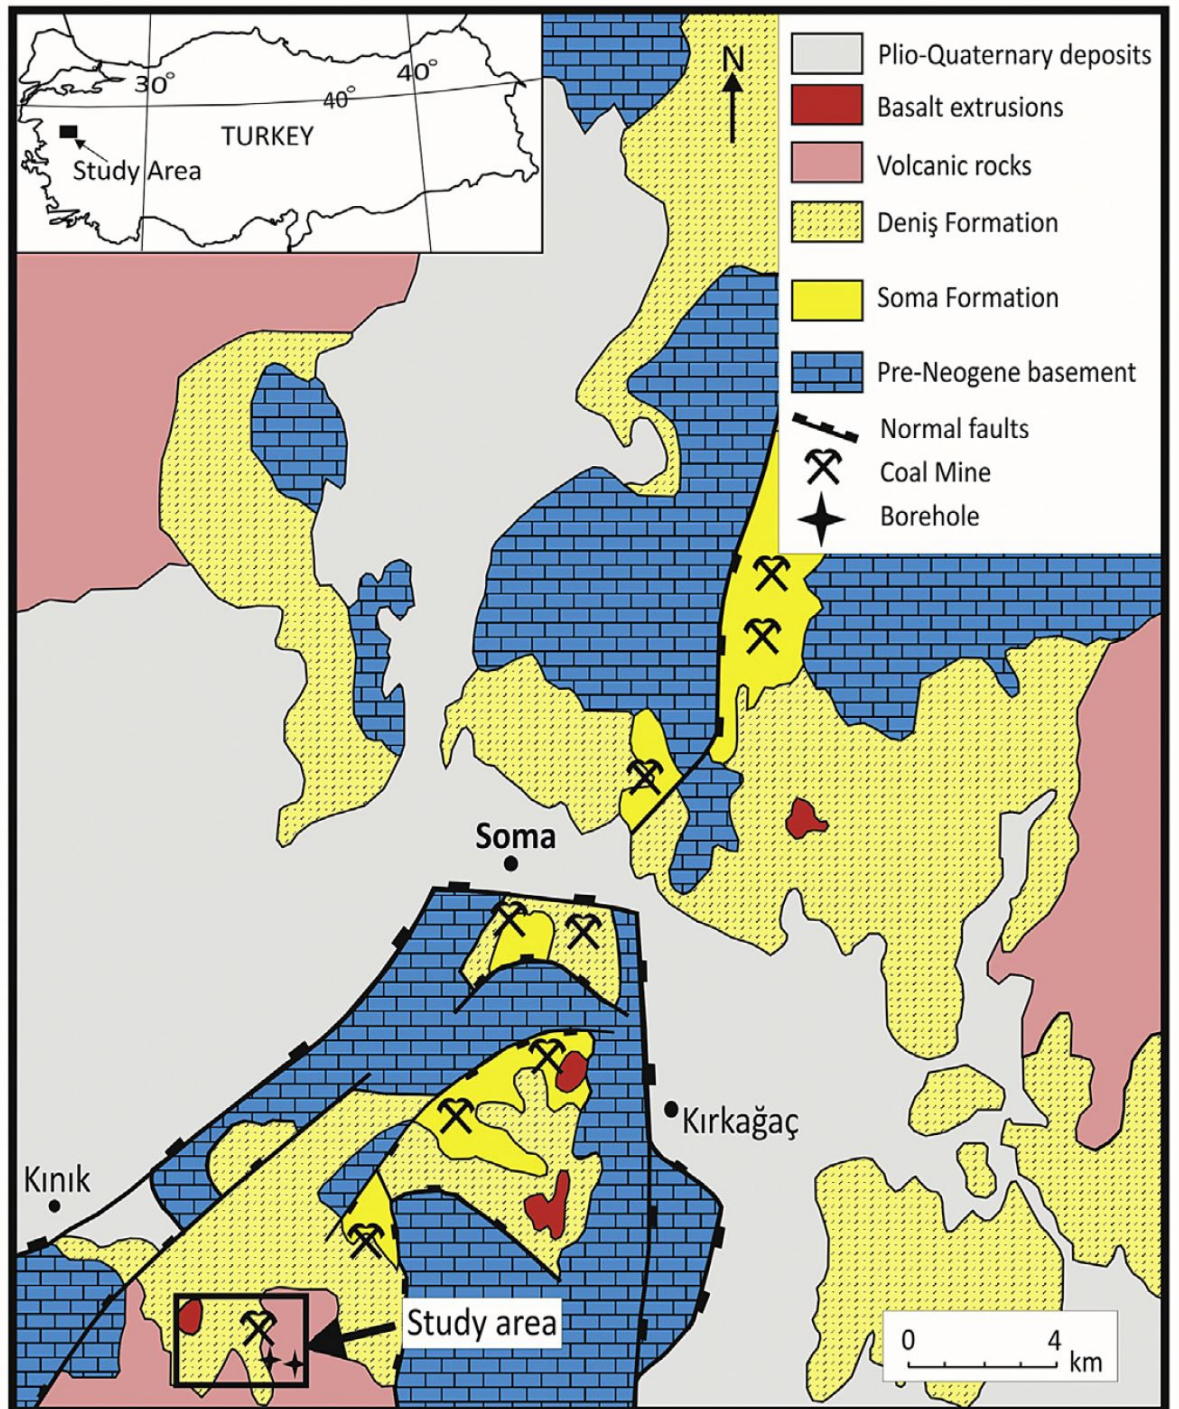 30°
40°
40°
TURKEY
Study Area
N
Plio-Quaternary deposits
Basalt extrusions
Volcanic rocks
Deniş Formation
Soma Formation
Pre-Neogene basement
Normal faults
Coal Mine
Borehole
Soma
Kırkağaç
Kınık
Study area
0 4
km